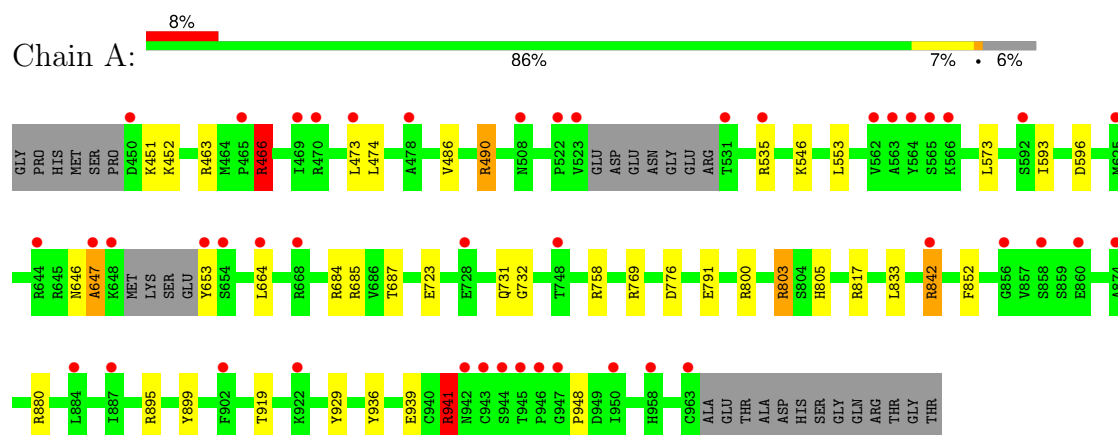 8%
Chain A:
86% 7% • 6%
GLY PRO HIS MET SER PRO D450 K451 K452 R463 M464 P465 R466 I469 R470 L473 L474 A478 V486 R490 N508 P522 V523 GLU ASP GLU ASN GLY GLU ARG T531 R535 K546 L553 V562 A563 Y564 S565 K566 L573 S592 I593 D596 M625
R644 R645 N646 A647 K648 MET LYS SER GLU Y653 S654 L664 R668 R684 R685 V686 T687 E723 E728 Q731 G732 T748 R758 R769 D776 E791 R800 R803 S804 H805 R817 L833 R842 F852 G856 V857 S858 S859 E860 A874
R880 L884 I887 R895 Y899 F902 T919 K922 Y929 Y936 E939 C940 R941 N942 C943 S944 T945 P946 G947 P948 D949 I950 H958 C963 ALA GLU THR ALA ASP HIS SER GLY GLN ARG THR GLY THR